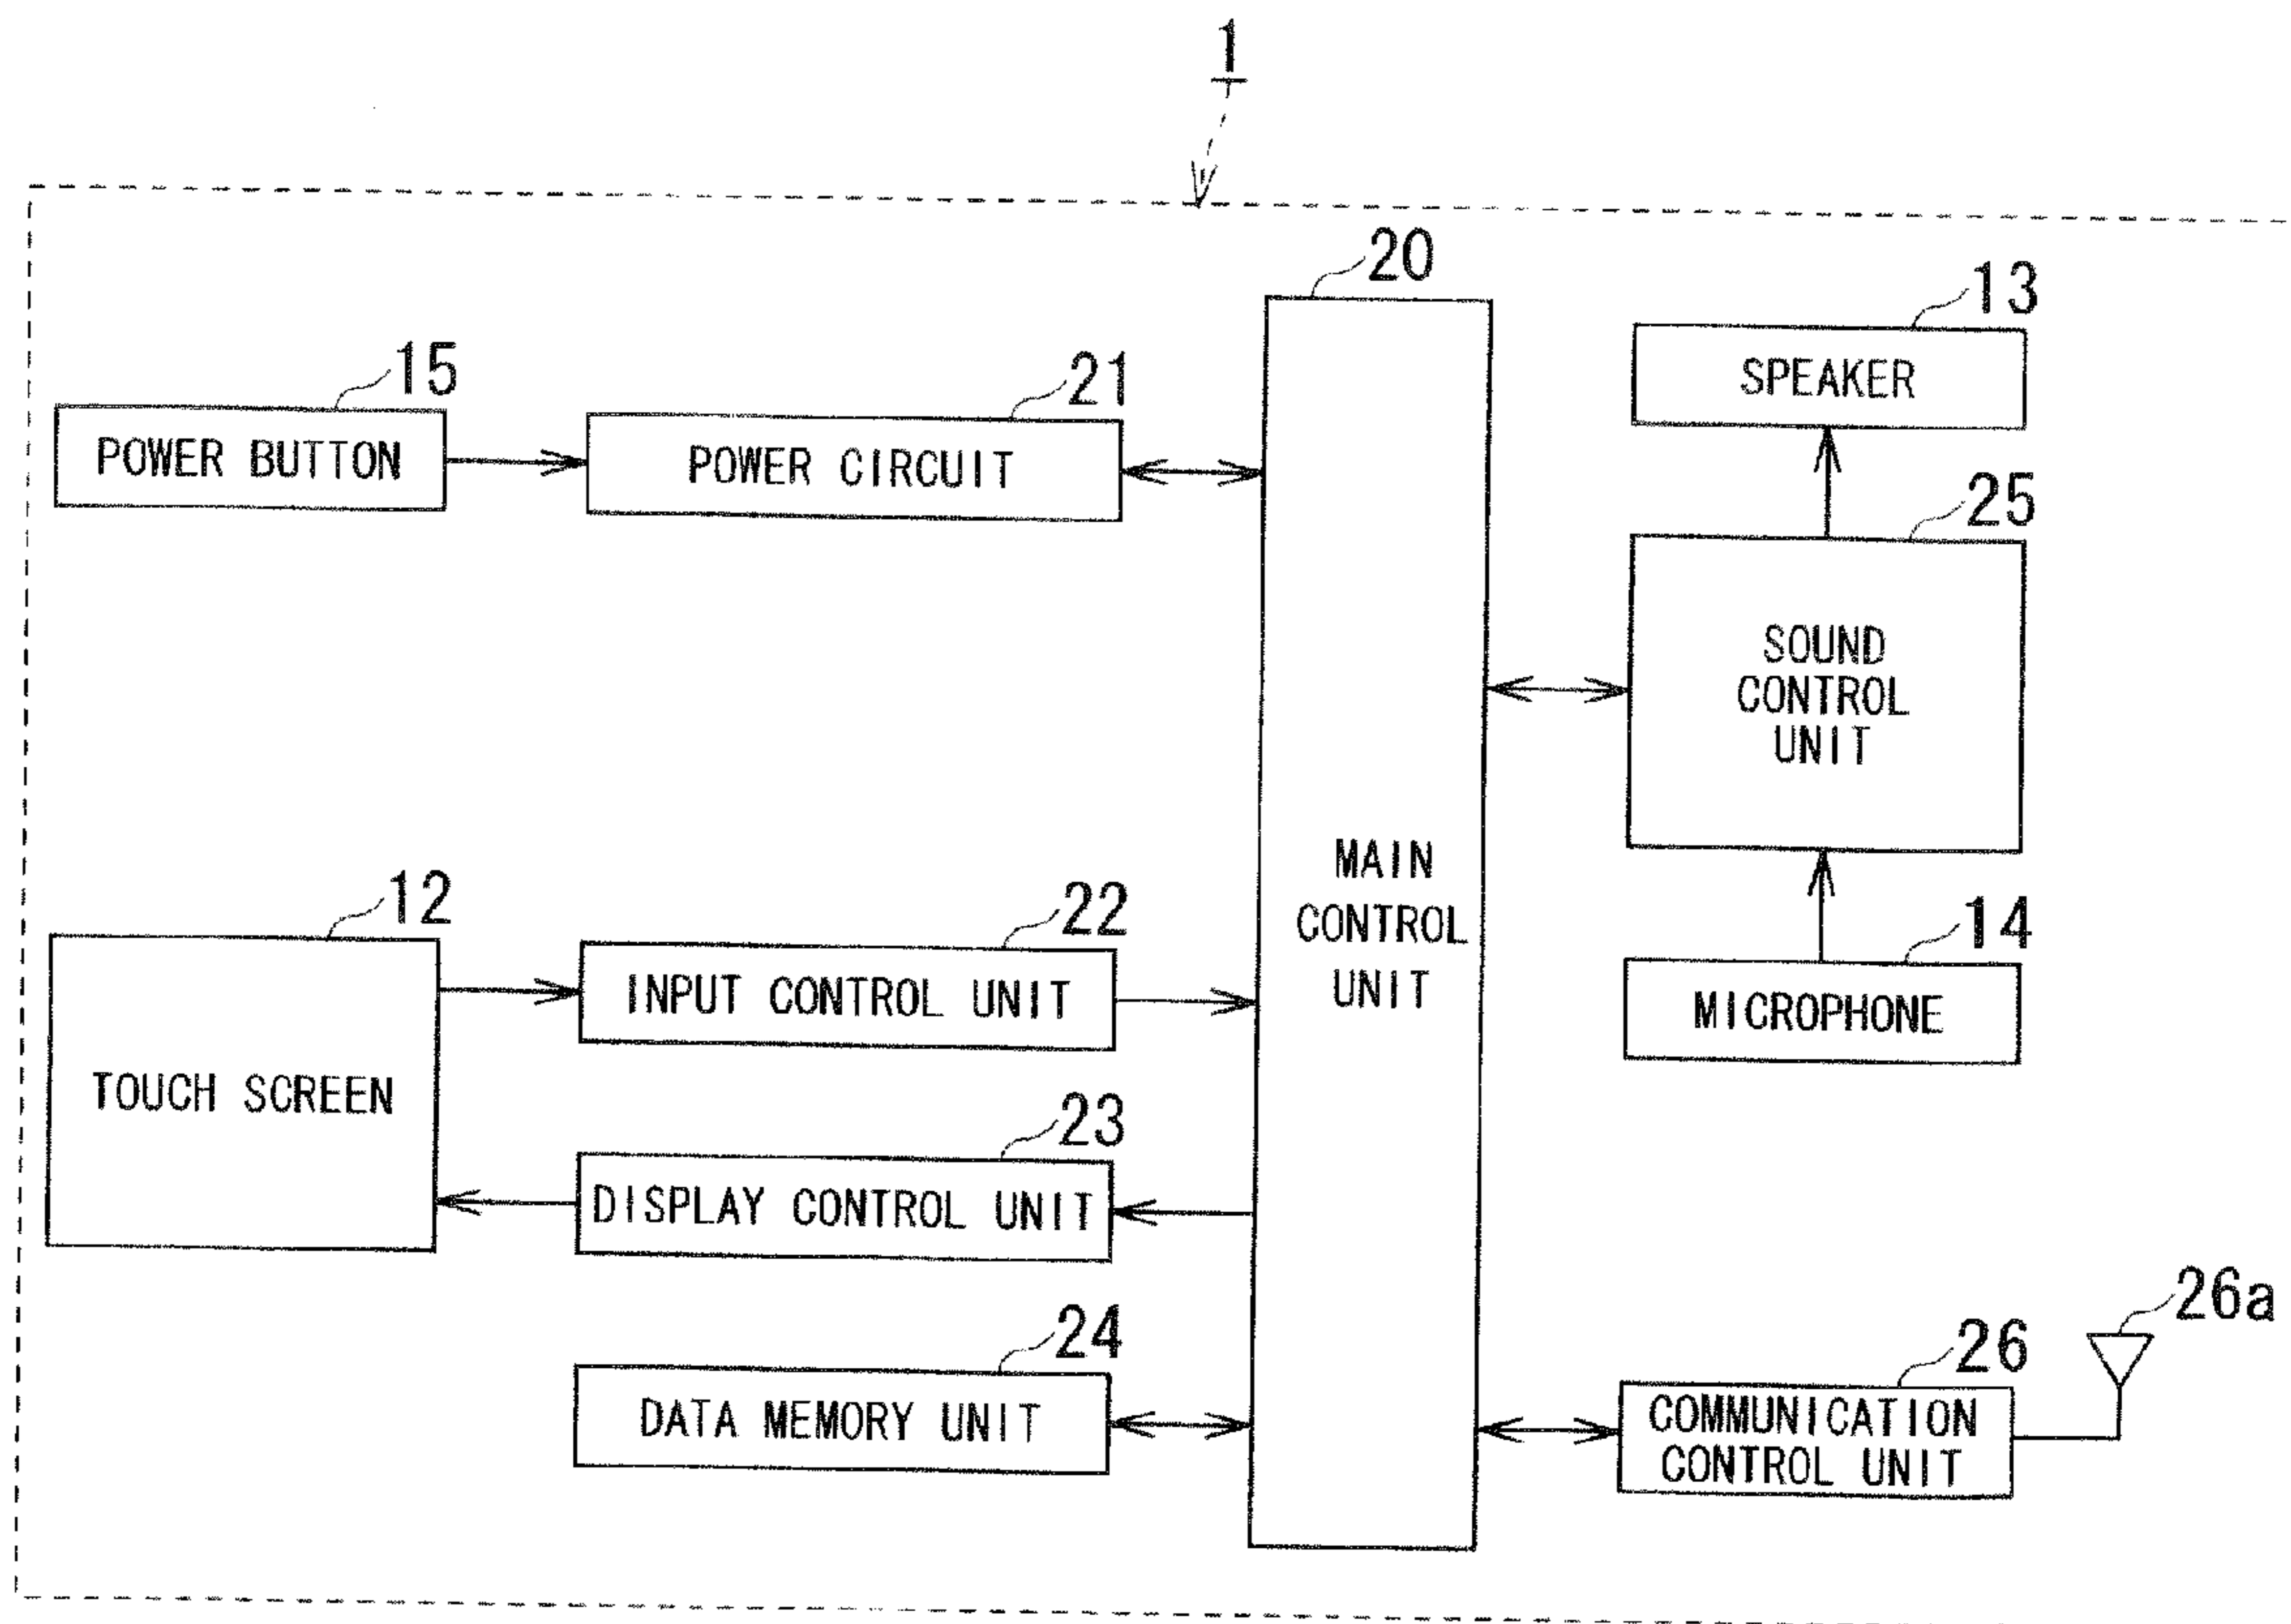 1
20
13
SPEAKER
15
POWER BUTTON
21
POWER CIRCUIT
25
SOUND
CONTROL
UNIT
MAIN
CONTROL
UNIT
12
TOUCH SCREEN
22
INPUT CONTROL UNIT
14
MICROPHONE
23
DISPLAY CONTROL UNIT
24
DATA MEMORY UNIT
26
26a
COMMUNICATION
CONTROL UNIT